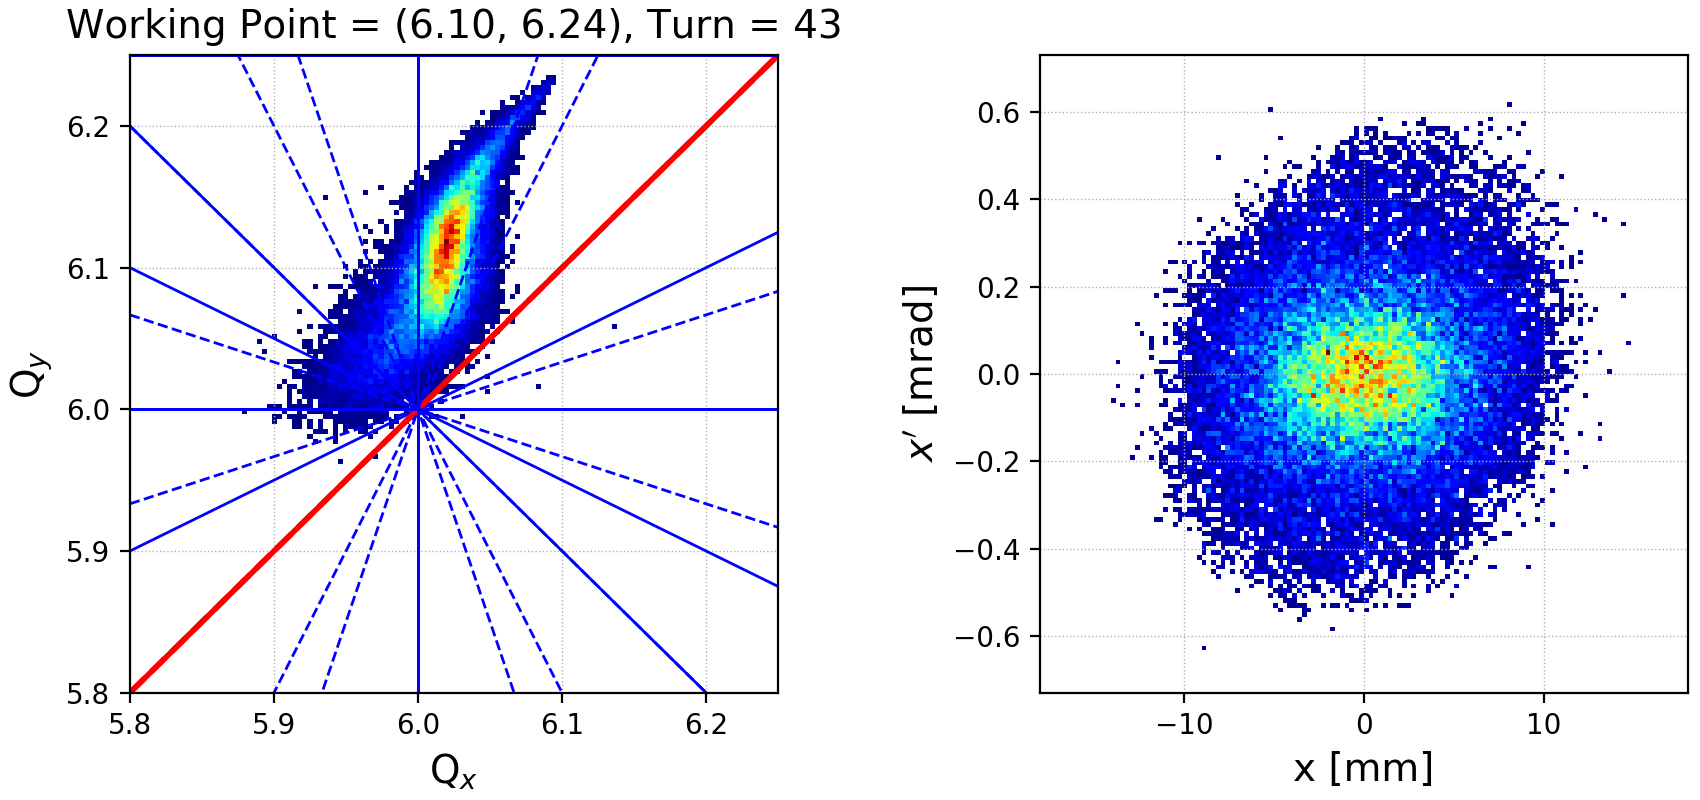 Working Point = (6.10, 6.24), Turn = 43
6.2
6.1
6.0
5.9
5.8
Qy
5.8 5.9 6.0 6.1 6.2
Qx
0.6
0.4
0.2
0.0
−0.2
−0.4
−0.6
x′ [mrad]
−10 0 10
x [mm]